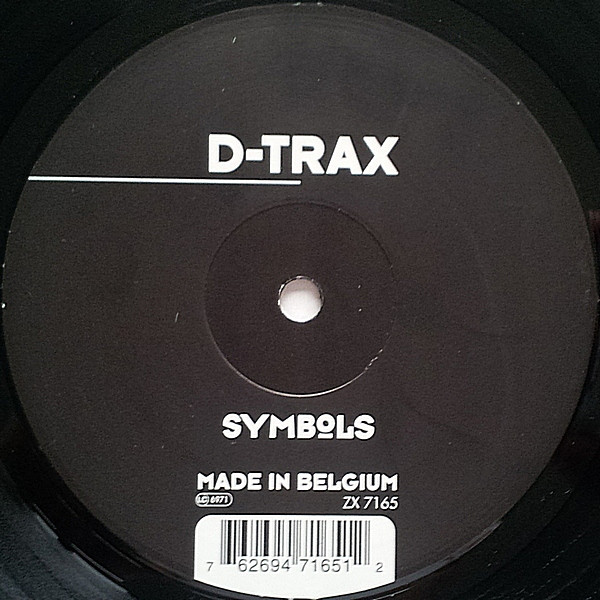 D-TRAX
SYMBOLS
MADE IN BELGIUM
LC 6971 ZX 7165
7 62694 71651 2